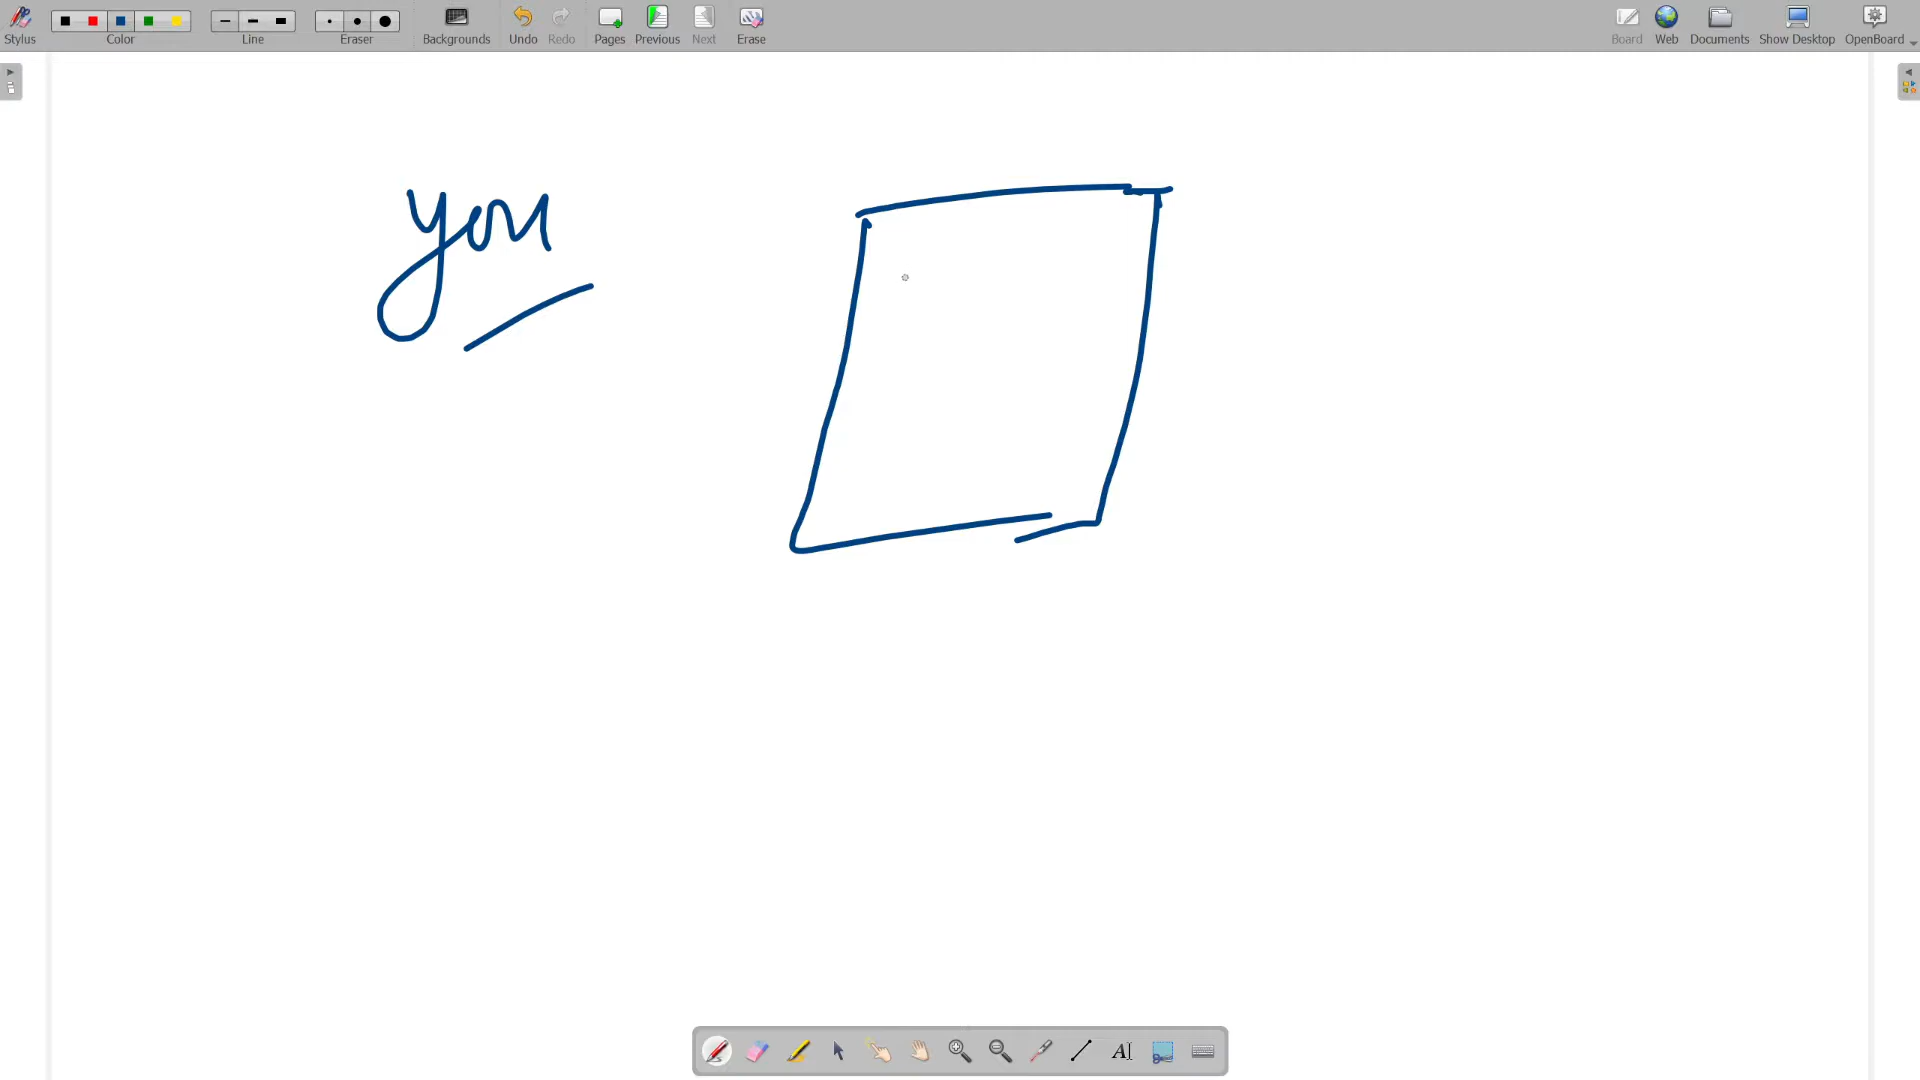 Stylus
Color
Line
Eraser
Backgrounds
Undo
Redo
Pages
Previous
Next
Erase
Board
Web
Documents
Show Desktop
OpenBoard
you